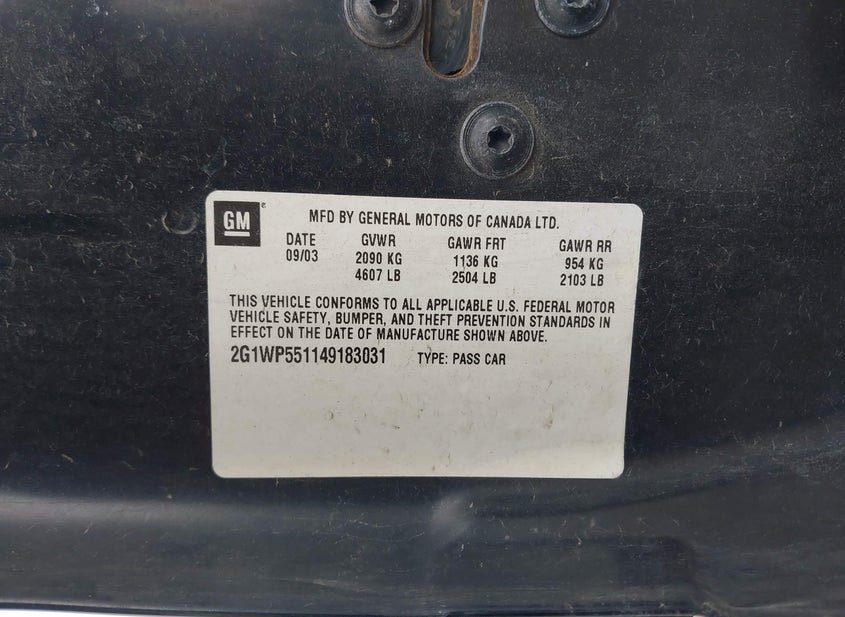 GM® MFD BY GENERAL MOTORS OF CANADA LTD.
DATE GVWR GAWR FRT GAWR RR
09/03 2090 KG 1136 KG 954 KG
4607 LB 2504 LB 2103 LB
THIS VEHICLE CONFORMS TO ALL APPLICABLE U.S. FEDERAL MOTOR
VEHICLE SAFETY, BUMPER, AND THEFT PREVENTION STANDARDS IN
EFFECT ON THE DATE OF MANUFACTURE SHOWN ABOVE.
2G1WP551149183031 TYPE: PASS CAR